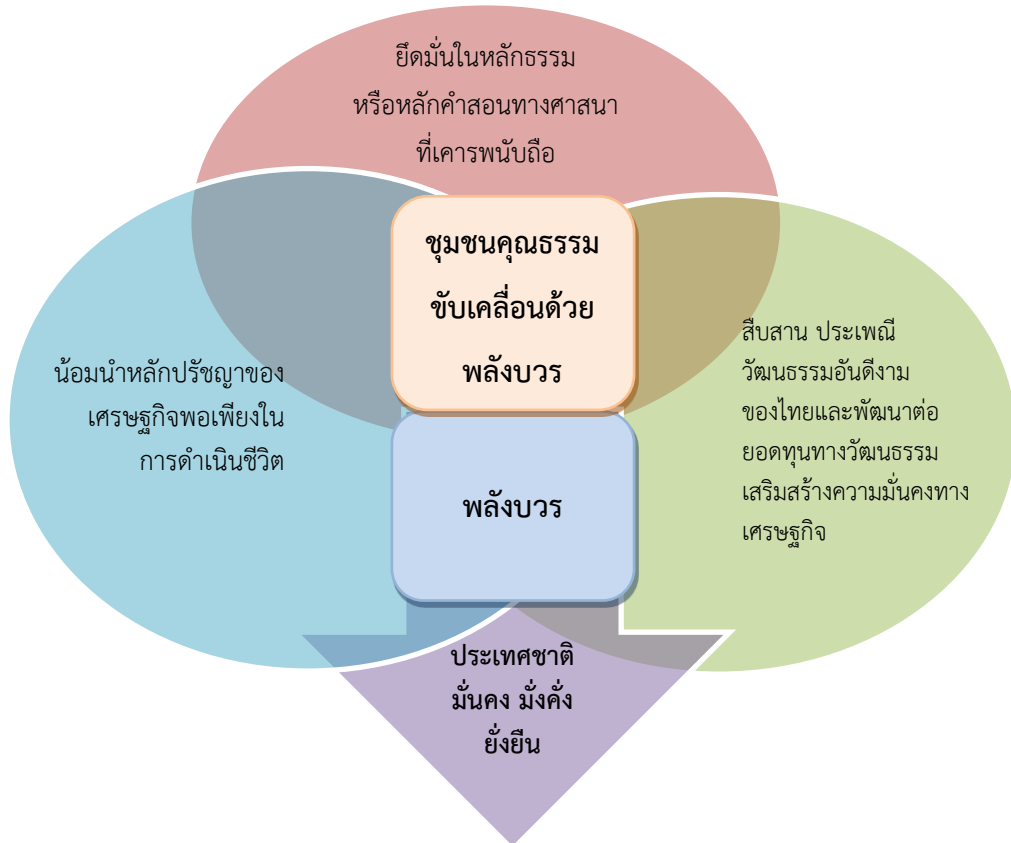 ยึดมั่นในหลักธรรม
หรือหลักคำสอนทางศาสนา
ที่เคารพนับถือ
ชุมชนคุณธรรม
ขับเคลื่อนด้วย
พลังบวร
น้อมนำหลักปรัชญาของ
เศรษฐกิจพอเพียงใน
การดำเนินชีวิต
สืบสาน ประเพณี
วัฒนธรรมอันดีงาม
ของไทยและพัฒนาต่อ
ยอดทุนทางวัฒนธรรม
เสริมสร้างความมั่นคงทาง
เศรษฐกิจ
พลังบวร
ประเทศชาติ
มั่นคง มั่งคั่ง
ยั่งยืน